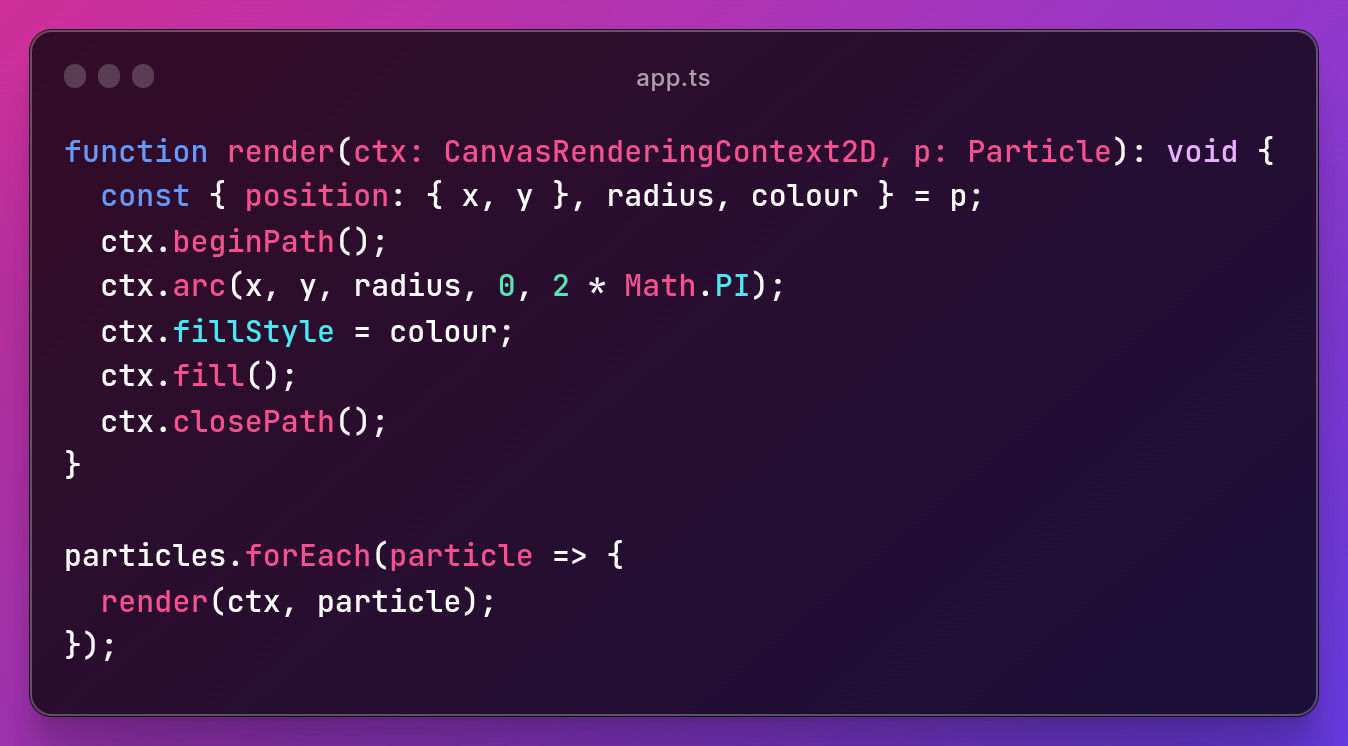 app.ts
function render(ctx: CanvasRenderingContext2D, p: Particle): void {
  const { position: { x, y }, radius, colour } = p;
  ctx.beginPath();
  ctx.arc(x, y, radius, 0, 2 * Math.PI);
  ctx.fillStyle = colour;
  ctx.fill();
  ctx.closePath();
}

particles.forEach(particle => {
  render(ctx, particle);
});